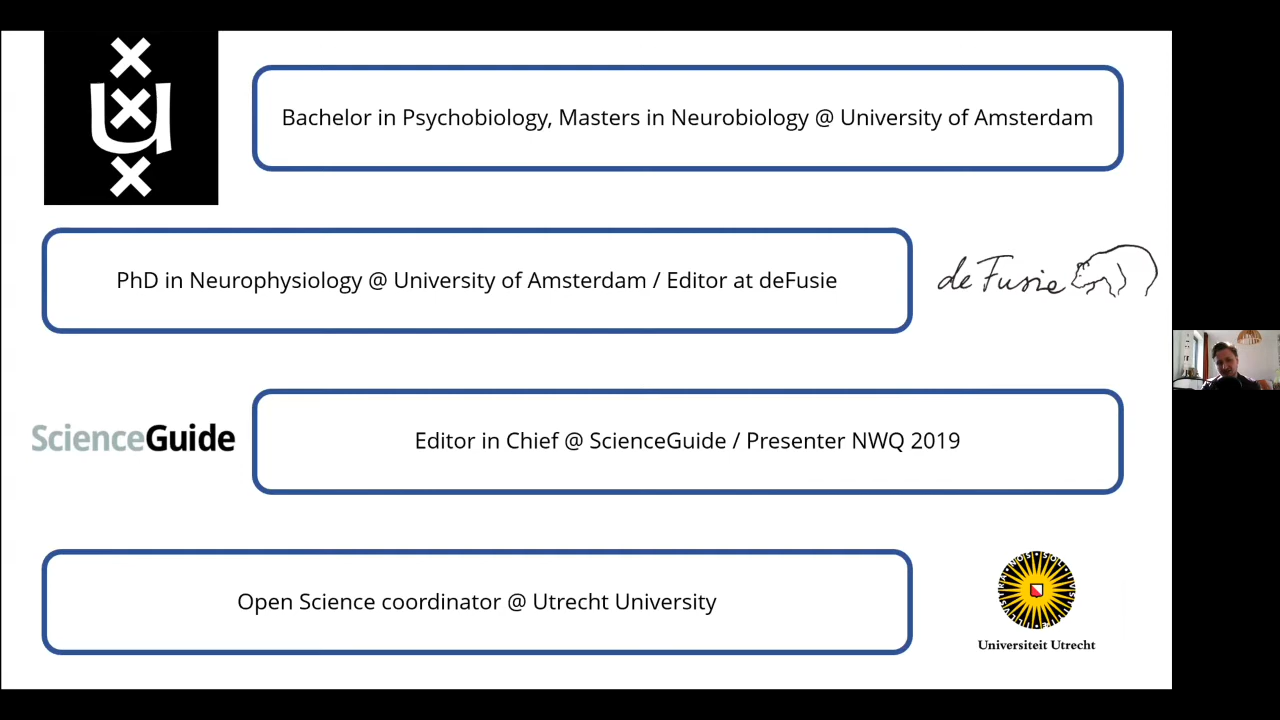 Bachelor in Psychobiology, Masters in Neurobiology @ University of Amsterdam
PhD in Neurophysiology @ University of Amsterdam / Editor at deFusie
de Fusie
ScienceGuide
Editor in Chief @ ScienceGuide / Presenter NWQ 2019
Open Science coordinator @ Utrecht University
Universiteit Utrecht